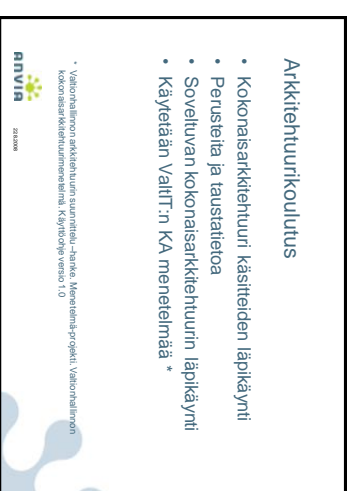 Arkkitehtuurikoulutus
• Kokonaisarkkitehtuuri käsitteiden läpikäynti
• Perusteita ja taustatietoa
• Soveltuvan kokonaisarkkitehtuurin läpikäynti
• Käytetään ValtIT:n KA menetelmää *
* Valtionhallinnon arkkitehtuurin suunnittelu –hanke. Menetelmä-projekti. Valtionhallinnon
kokonaisarkkitehtuurimenetelmä. Käyttöohje versio 1.0
ANVIA
22.8.2008